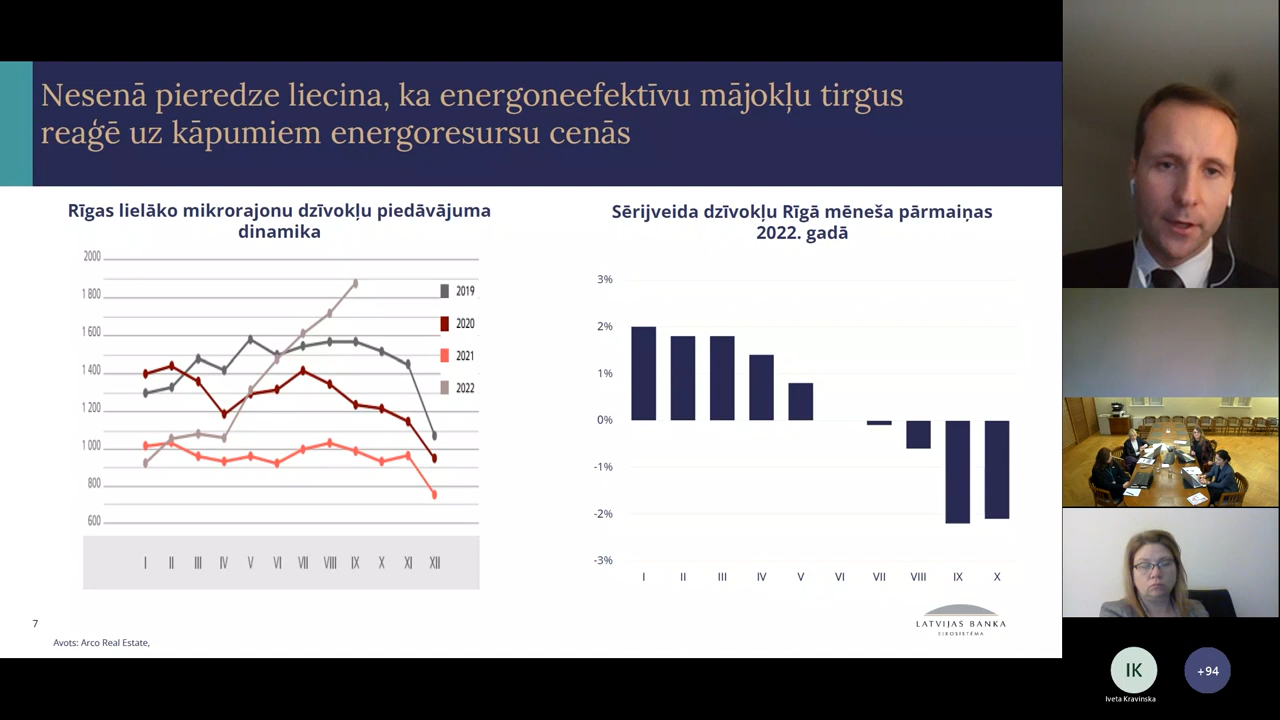 Nesenā pieredze liecina, ka energoneefektīvu mājokļu tirgus
reaģē uz kāpumiem energoresursu cenās
Rīgas lielāko mikrorajonu dzīvokļu piedāvājuma
dinamika
2000
1 800
1 600
1 400
1 200
1 000
800
600
2019
2020
2021
2022
I II III IV V VI VII VIII IX X XI XII
Sērijveida dzīvokļu Rīgā mēneša pārmaiņas
2022. gadā
3%
2%
1%
0%
-1%
-2%
-3%
I II III IV V VI VII VIII IX X
LATVIJAS BANKA
EIROSISTĒMA
7
Avots: Arco Real Estate,
IK
+94
Iveta Kravinska